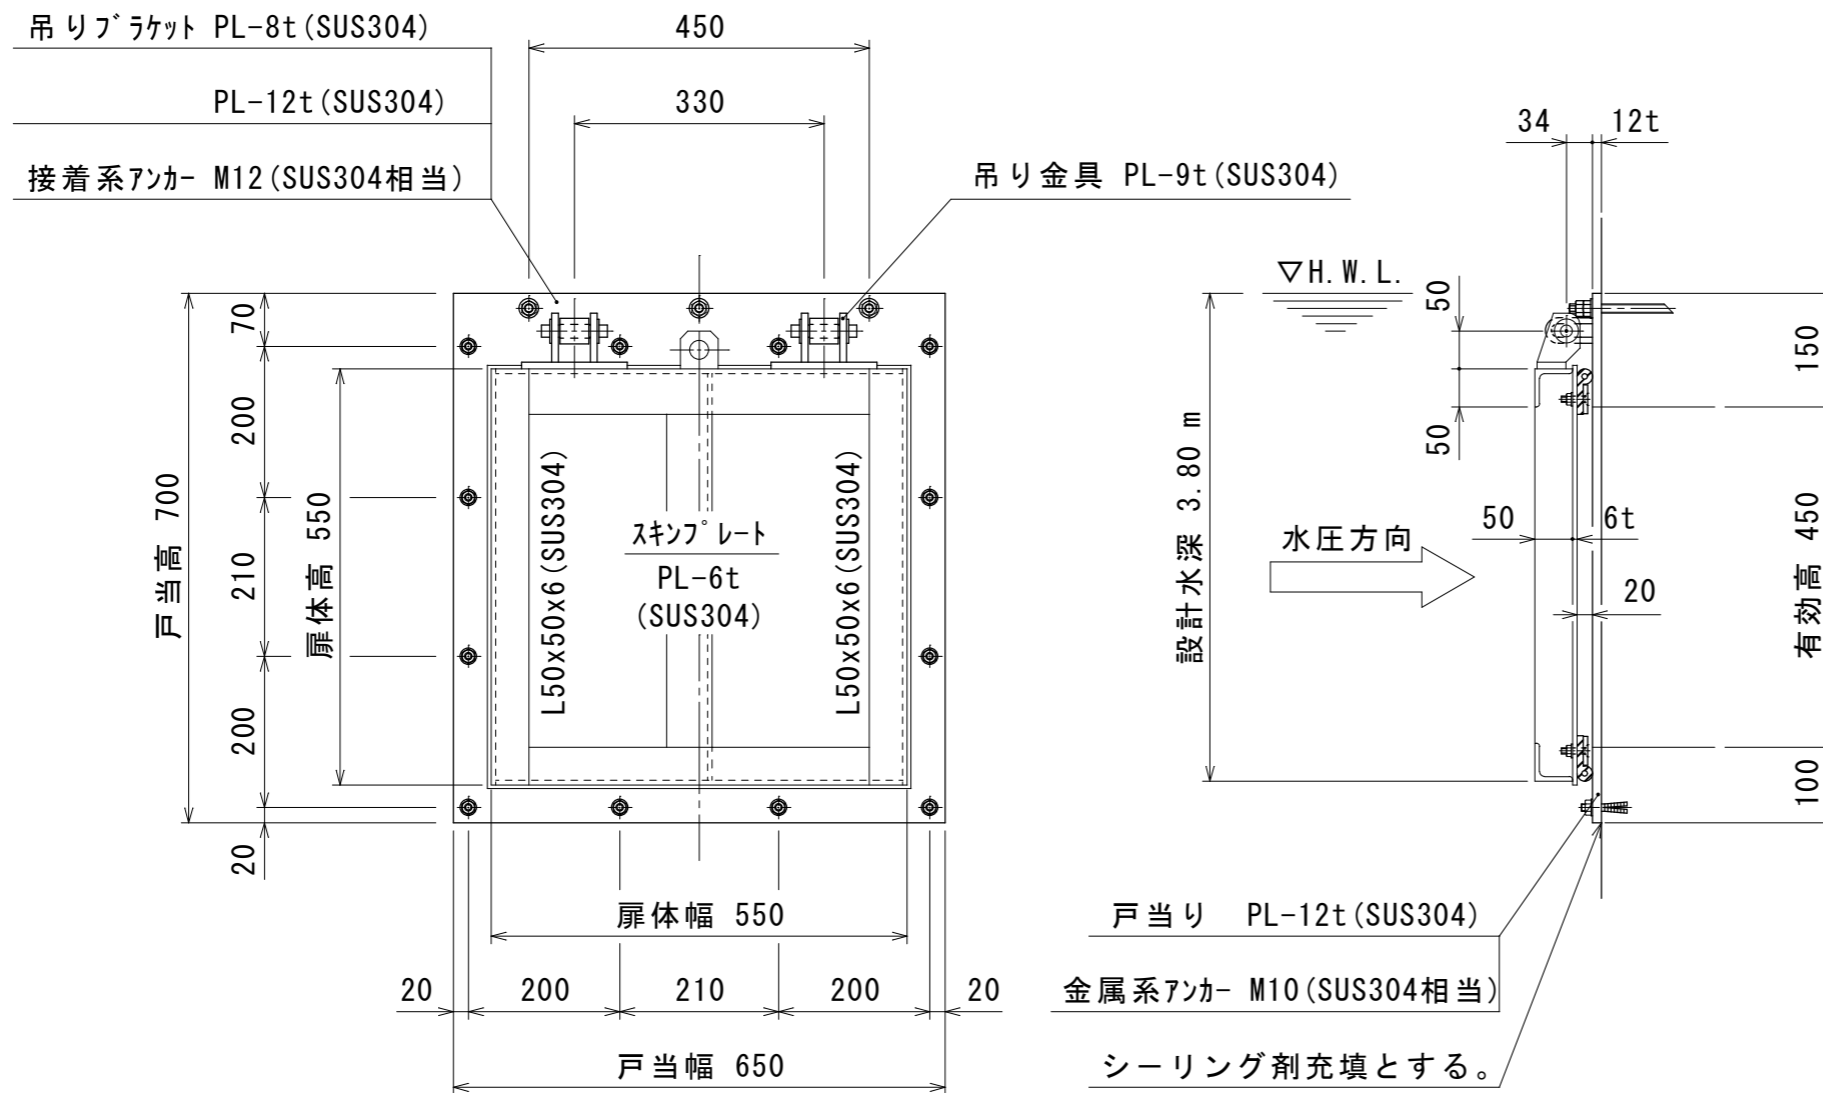 吊りブラケット PL-8t(SUS304)
PL-12t(SUS304)
接着系アンカー M12(SUS304相当)
450
330
吊り金具 PL-9t(SUS304)
34
12t
▽H.W.L.
50
150
70
200
210
200
20
戸当高 700
扉体高 550
L50x50x6(SUS304)
スキンプレート
PL-6t
(SUS304)
L50x50x6(SUS304)
設計水深 3.80 m
水圧方向
50
50
6t
20
有効高 450
100
扉体幅 550
20
200
210
200
20
戸当幅 650
戸当り PL-12t(SUS304)
金属系アンカー M10(SUS304相当)
シーリング剤充填とする。